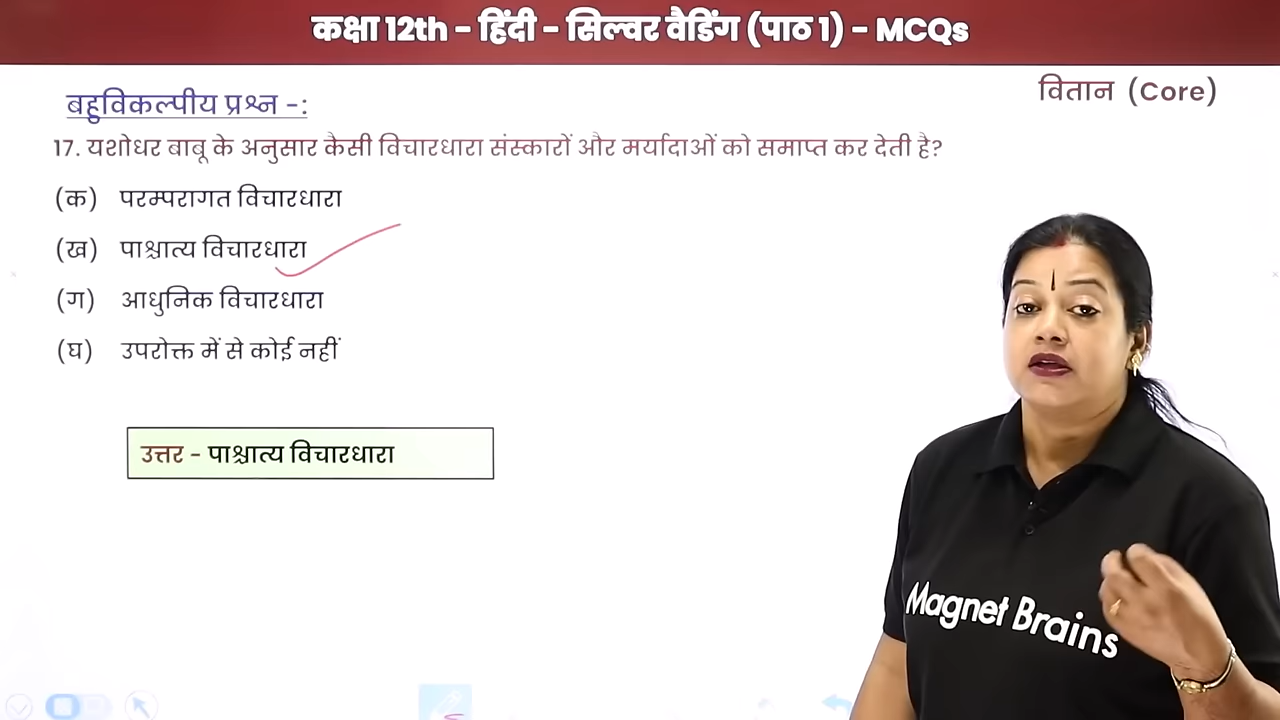 कक्षा 12th - हिंदी - सिल्वर वैडिंग (पाठ 1) - MCQs
वितान (Core)
बहुविकल्पीय प्रश्न -:
17. यशोधर बाबू के अनुसार कैसी विचारधारा संस्कारों और मर्यादाओं को समाप्त कर देती है?
(क) परम्परागत विचारधारा
(ख) पाश्चात्य विचारधारा
(ग) आधुनिक विचारधारा
(घ) उपरोक्त में से कोई नहीं
उत्तर - पाश्चात्य विचारधारा
Magnet Brains